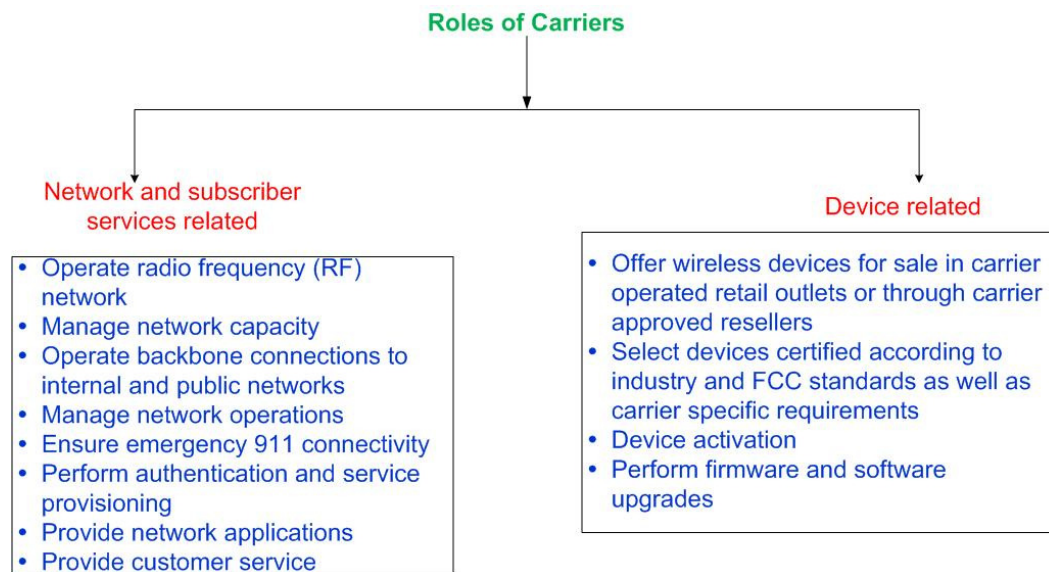 Roles of Carriers
Network and subscriber
services related
• Operate radio frequency (RF)
network
• Manage network capacity
• Operate backbone connections to
internal and public networks
• Manage network operations
• Ensure emergency 911 connectivity
• Perform authentication and service
provisioning
• Provide network applications
• Provide customer service
Device related
• Offer wireless devices for sale in carrier
operated retail outlets or through carrier
approved resellers
• Select devices certified according to
industry and FCC standards as well as
carrier specific requirements
• Device activation
• Perform firmware and software
upgrades